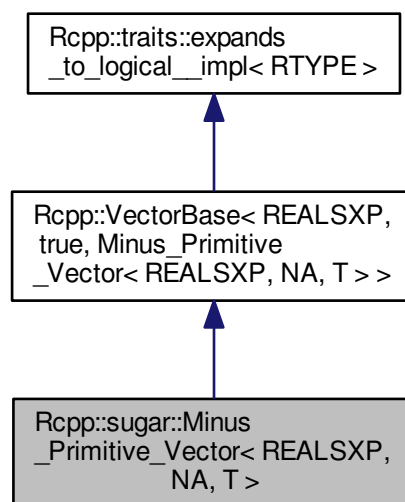 Rcpp::traits::expands
_to_logical__impl< RTYPE >
Rcpp::VectorBase< REALSXP,
true, Minus_Primitive
_Vector< REALSXP, NA, T > >
Rcpp::sugar::Minus
_Primitive_Vector< REALSXP,
NA, T >